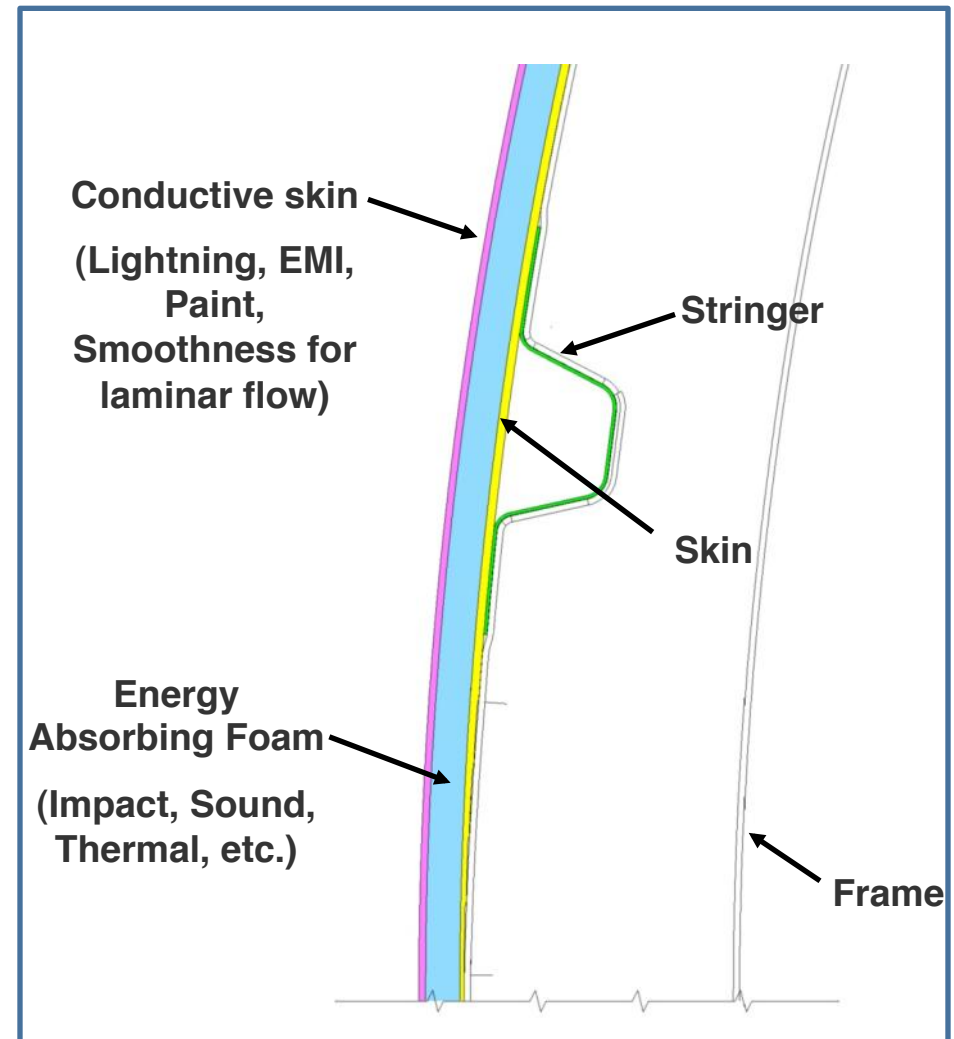 Conductive skin
(Lightning, EMI,
Paint,
Smoothness for
laminar flow)
Stringer
Skin
Energy
Absorbing Foam
(Impact, Sound,
Thermal, etc.)
Frame